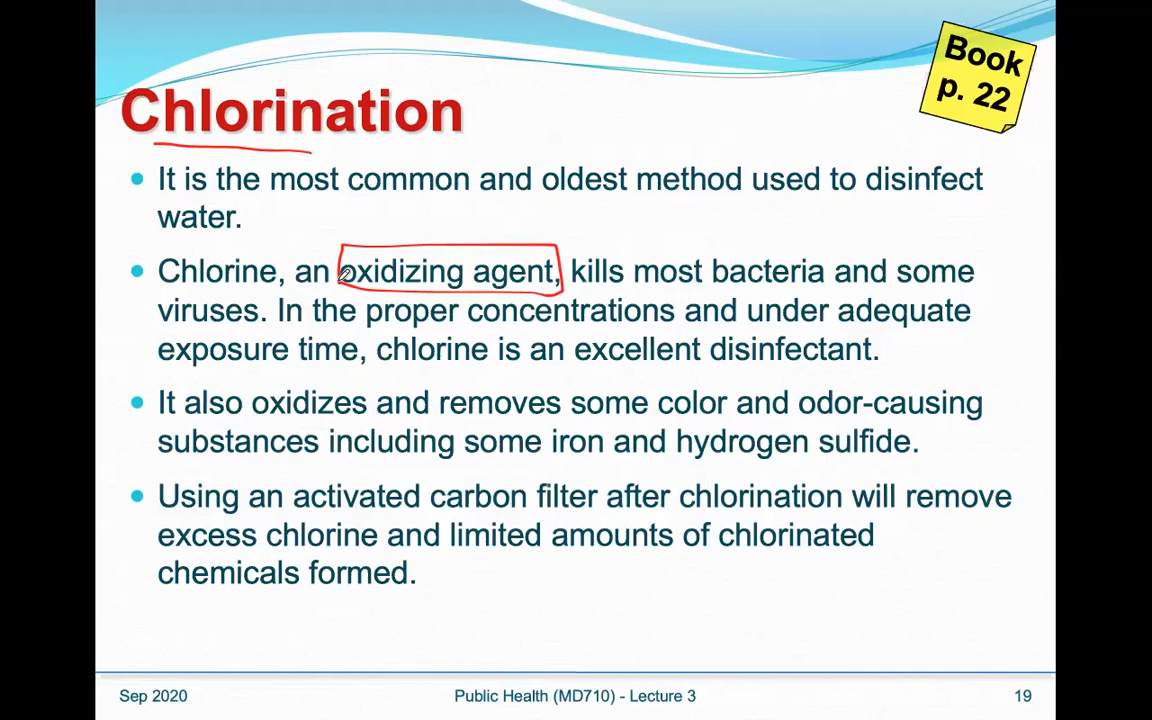 Book
p. 22
Chlorination
• It is the most common and oldest method used to disinfect
water.
• Chlorine, an oxidizing agent, kills most bacteria and some
viruses. In the proper concentrations and under adequate
exposure time, chlorine is an excellent disinfectant.
• It also oxidizes and removes some color and odor-causing
substances including some iron and hydrogen sulfide.
• Using an activated carbon filter after chlorination will remove
excess chlorine and limited amounts of chlorinated
chemicals formed.
Sep 2020
Public Health (MD710) - Lecture 3
19